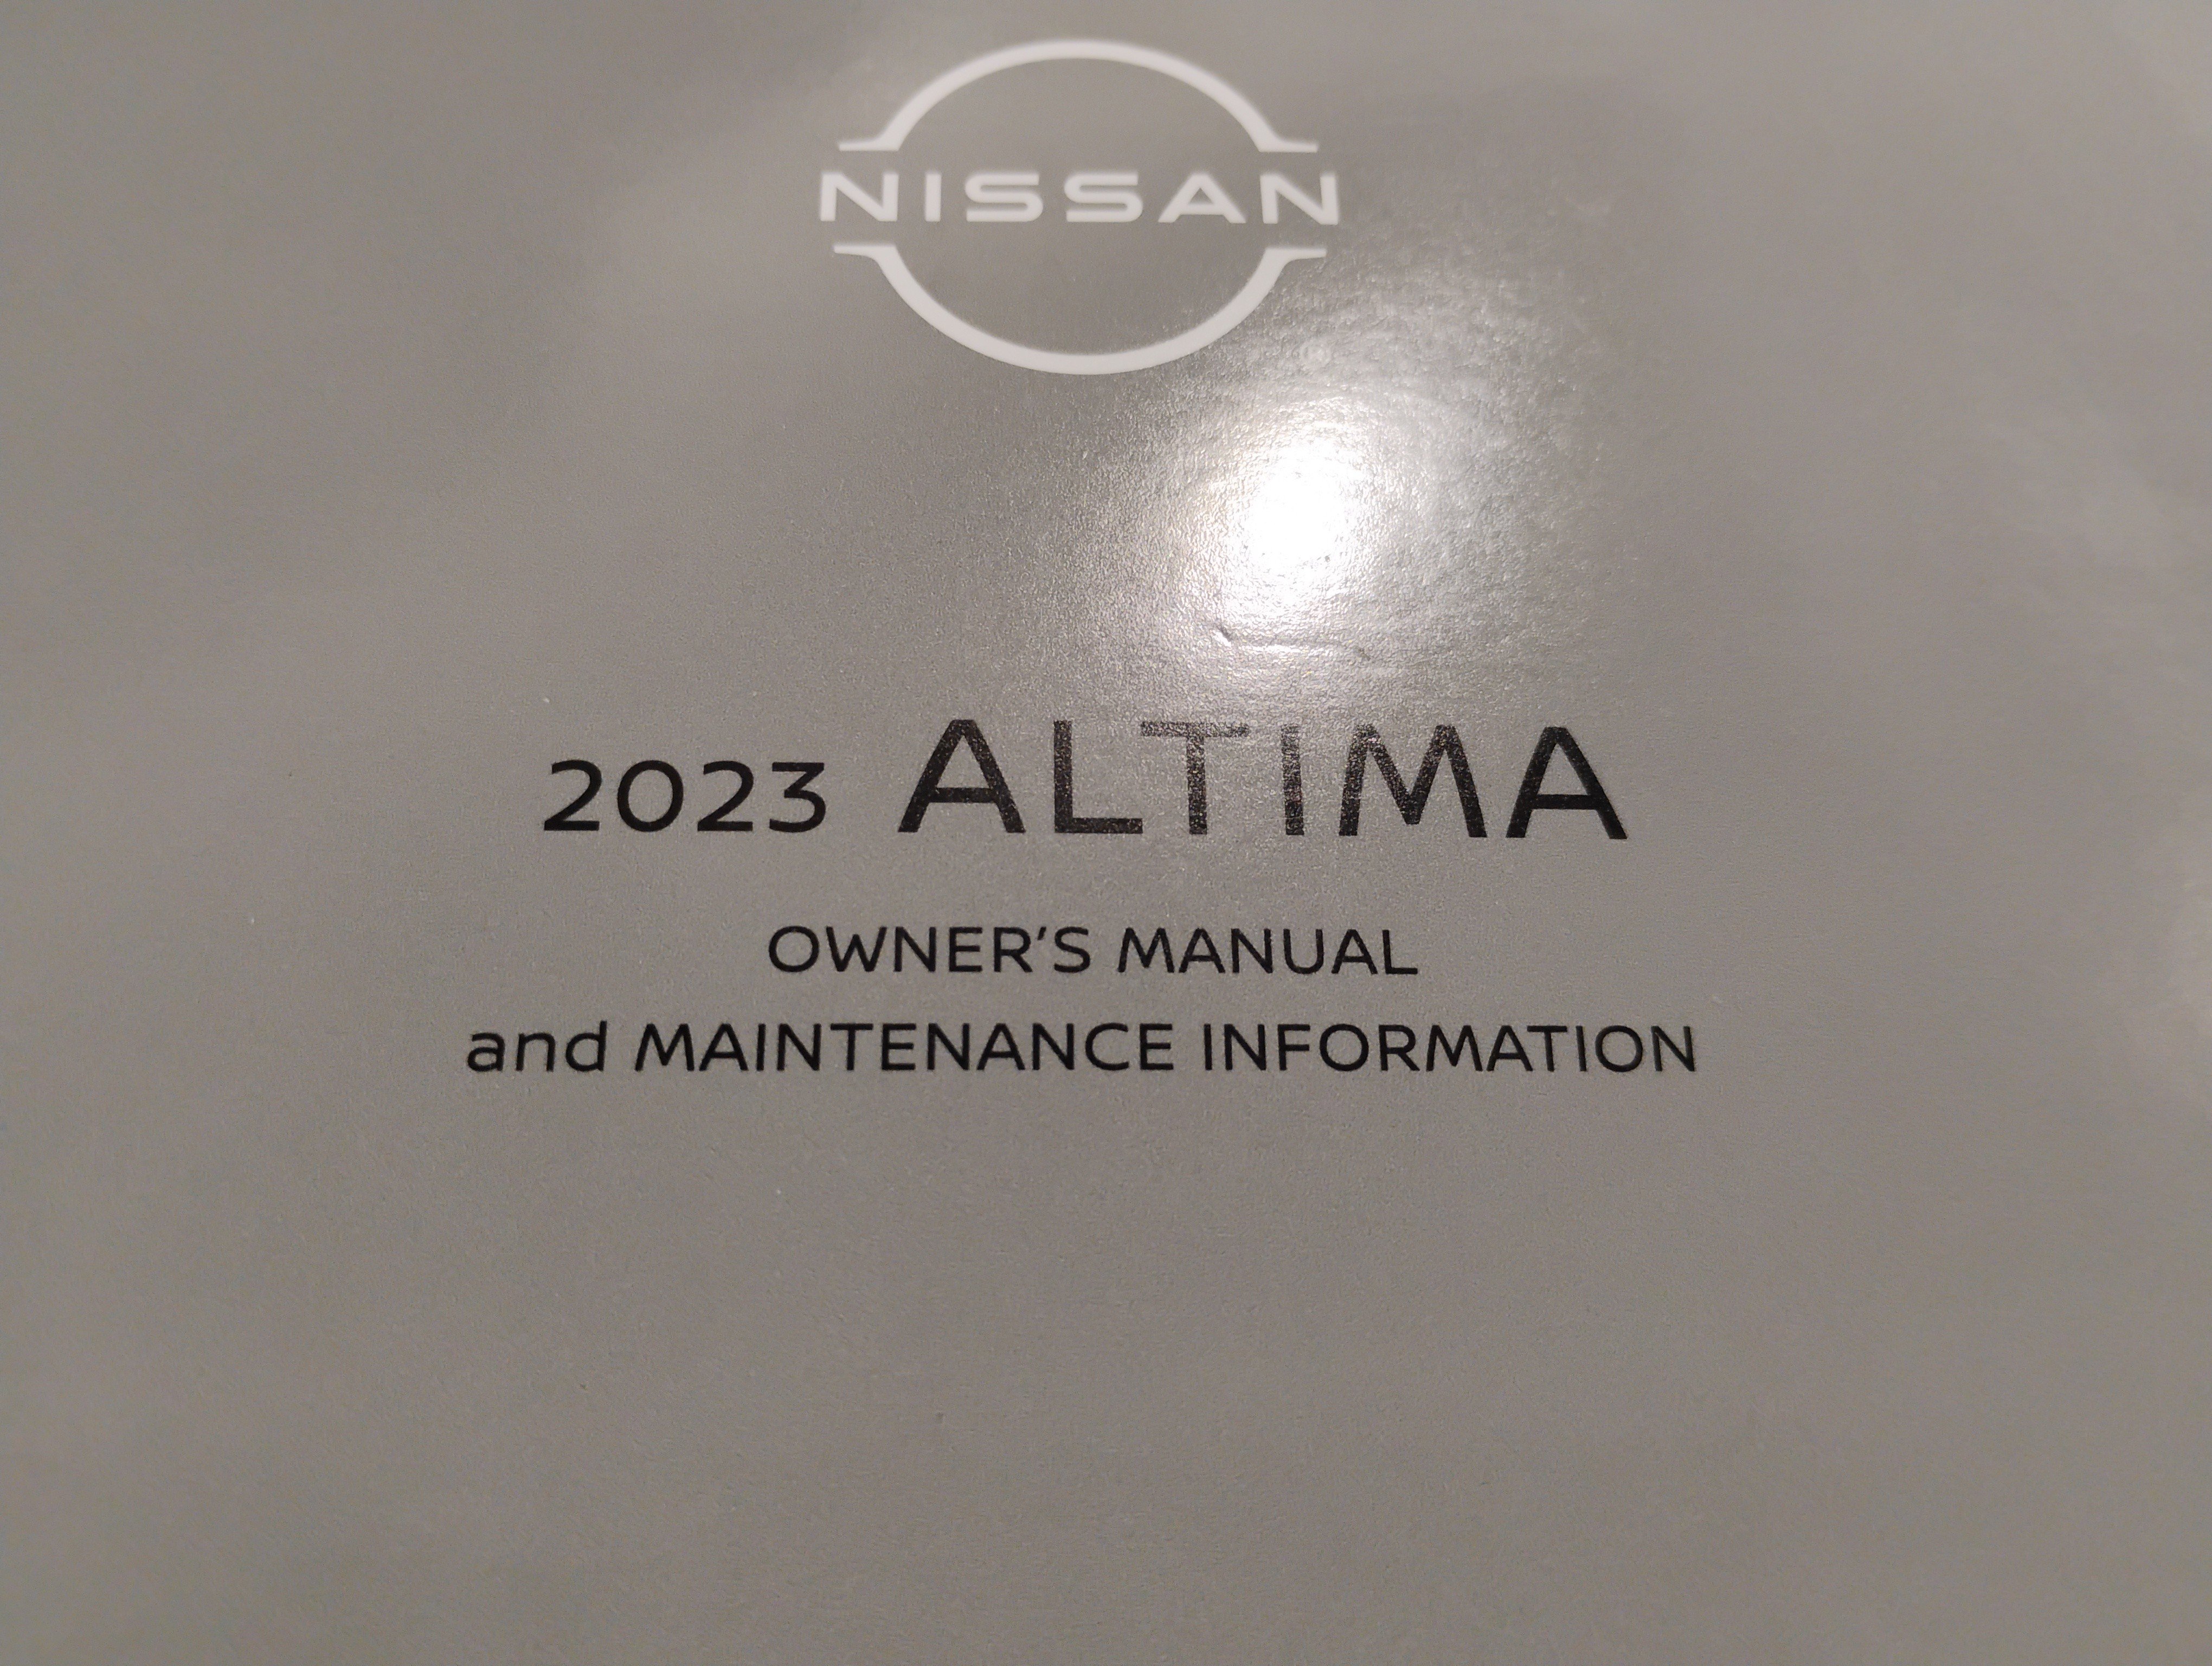 NISSAN
2023 ALTIMA
OWNER'S MANUAL
and MAINTENANCE INFORMATION